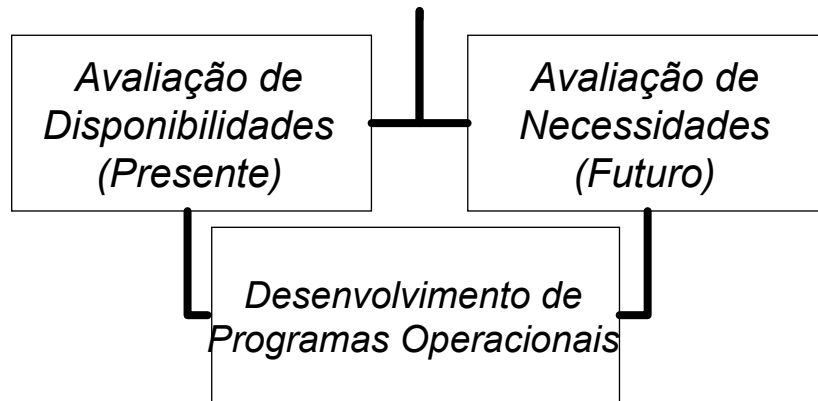 Avaliação de
Disponibilidades
(Presente)
Avaliação de
Necessidades
(Futuro)
Desenvolvimento de
Programas Operacionais